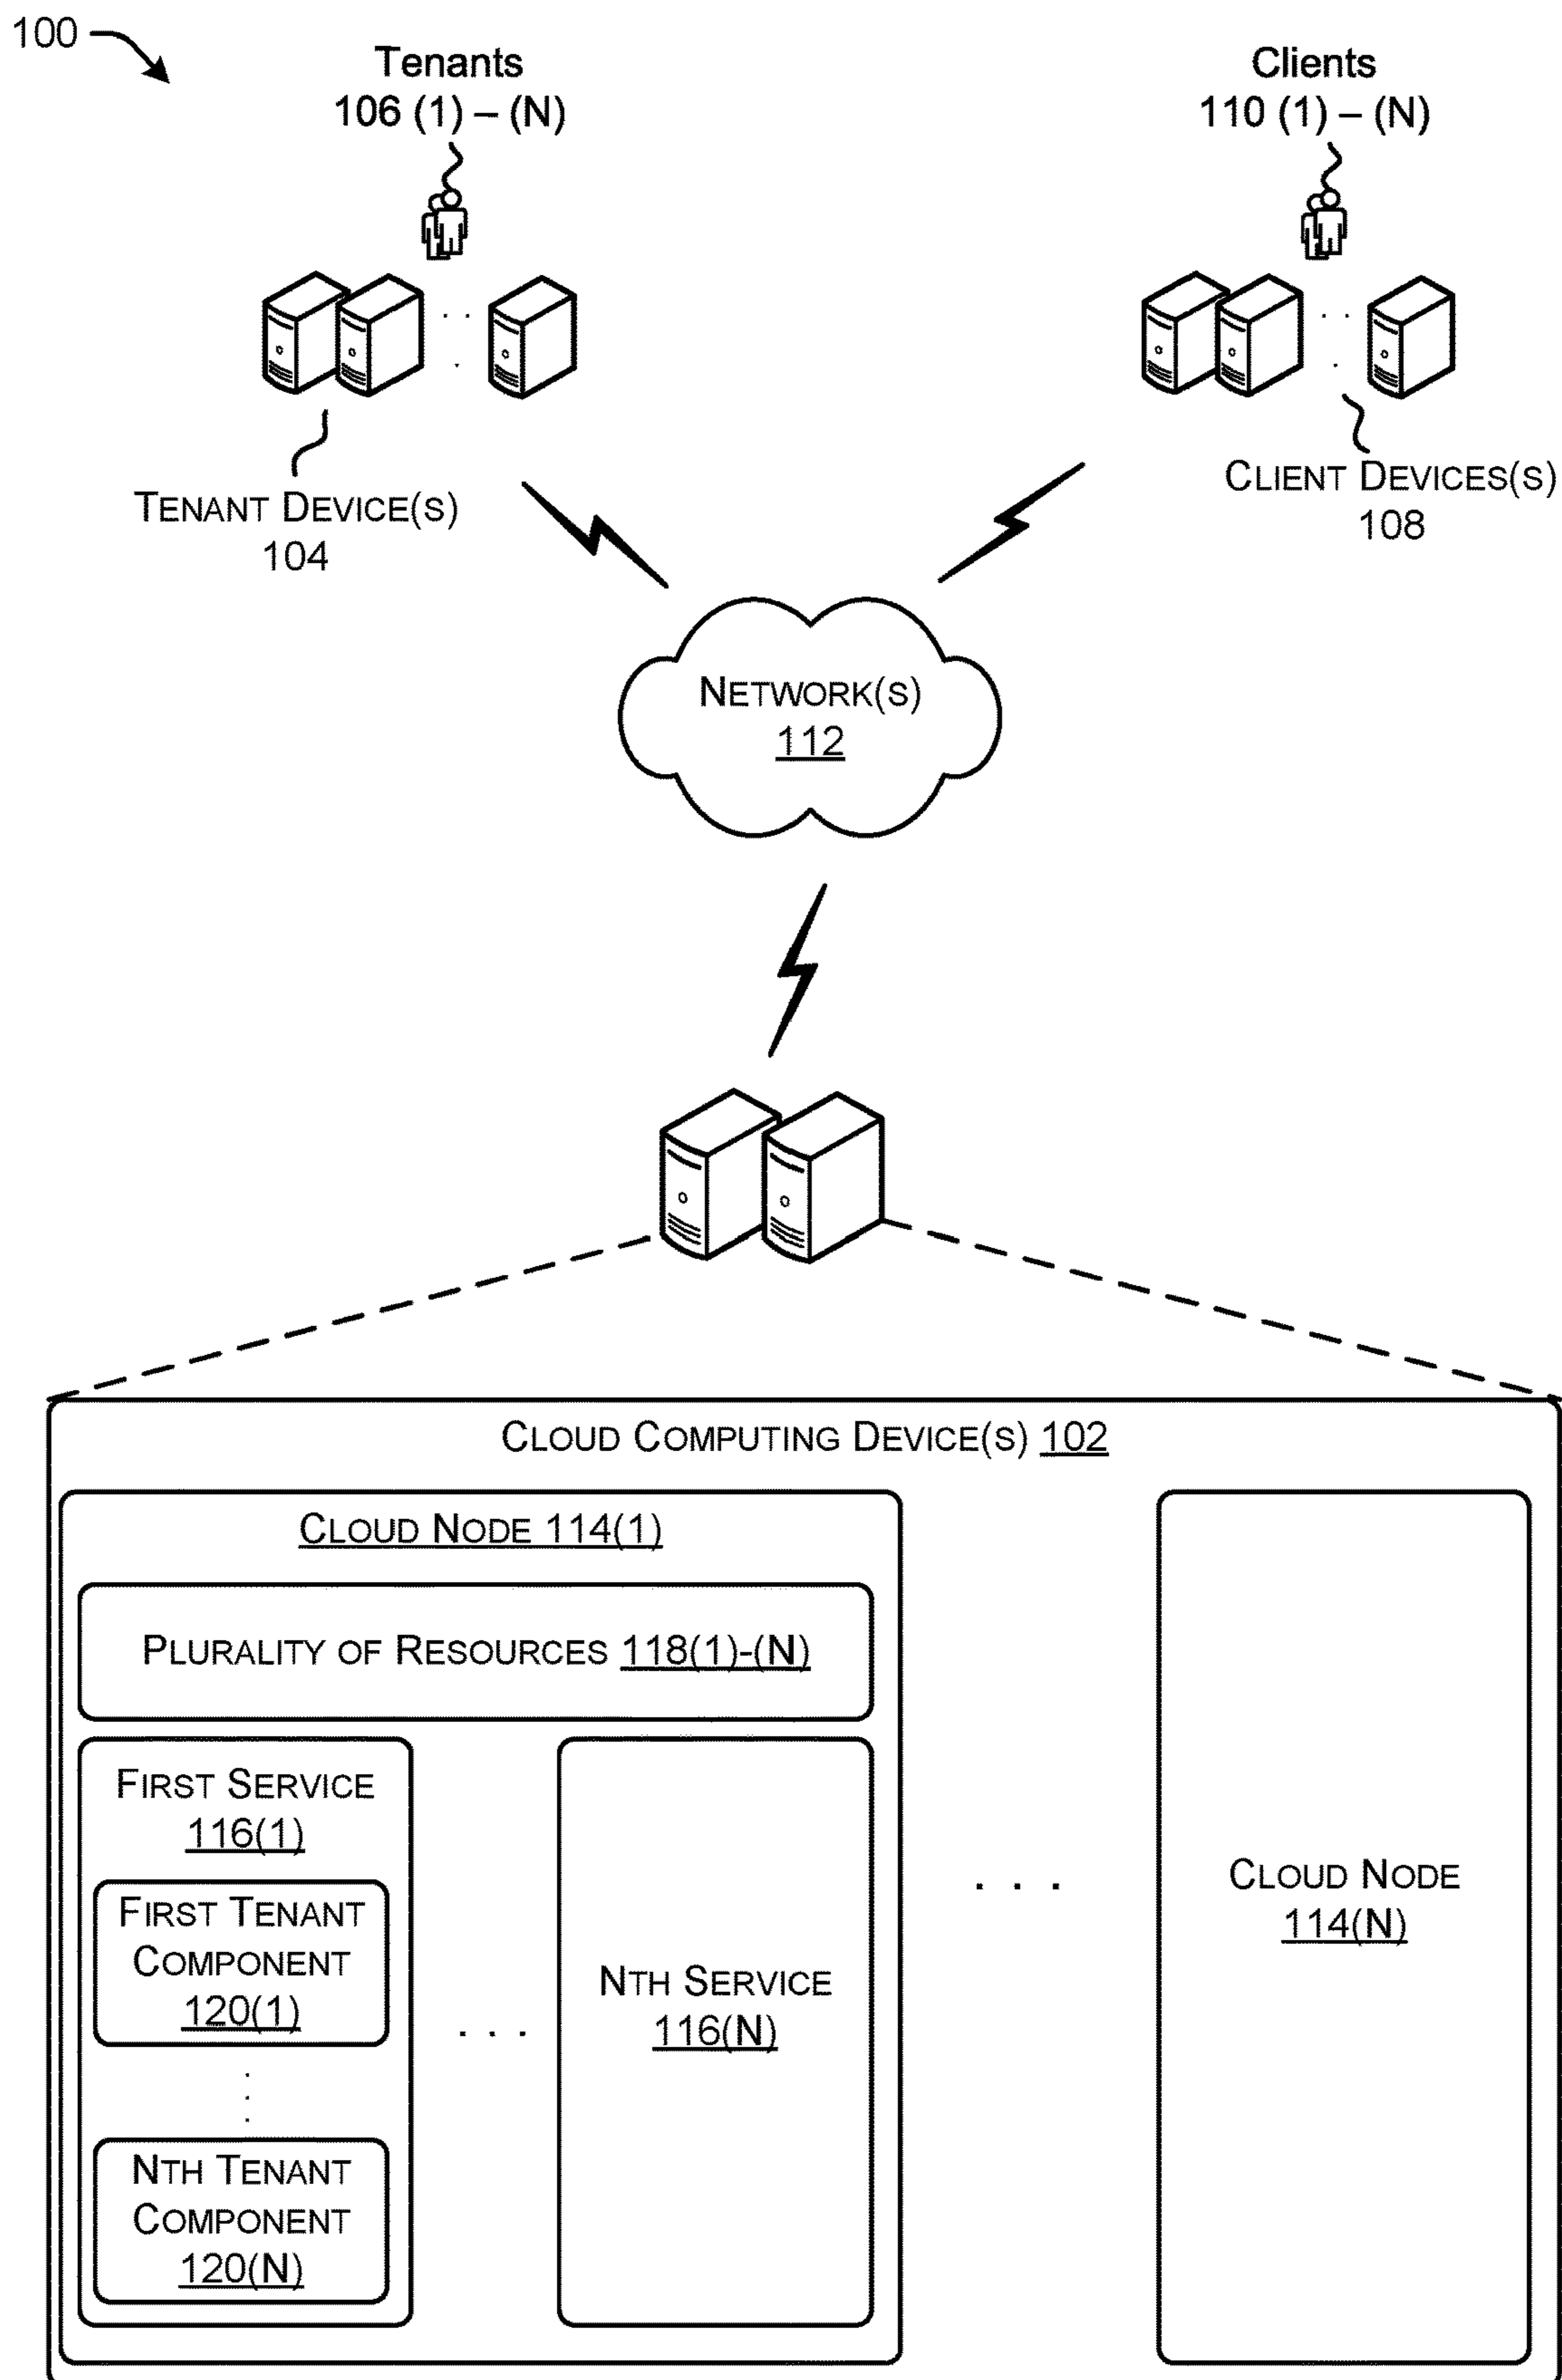 100
Tenants
106 (1) – (N)
Clients
110 (1) – (N)
TENANT DEVICE(S)
104
CLIENT DEVICES(S)
108
NETWORK(S)
112
CLOUD COMPUTING DEVICE(S) 102
CLOUD NODE 114(1)
PLURALITY OF RESOURCES 118(1)-(N)
FIRST SERVICE
116(1)
FIRST TENANT
COMPONENT
120(1)
. . .
NTH TENANT
COMPONENT
120(N)
. . .
NTH SERVICE
116(N)
. . .
CLOUD NODE
114(N)